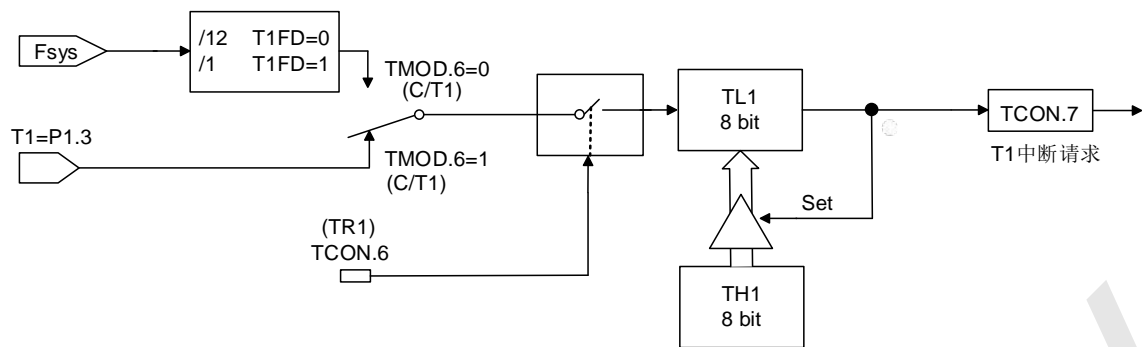 Fsys
/12 T1FD=0
/1 T1FD=1
TMOD.6=0
(C/T1)
T1=P1.3
TMOD.6=1
(C/T1)
(TR1)
TCON.6
TL1
8 bit
TCON.7
T1中断请求
Set
TH1
8 bit